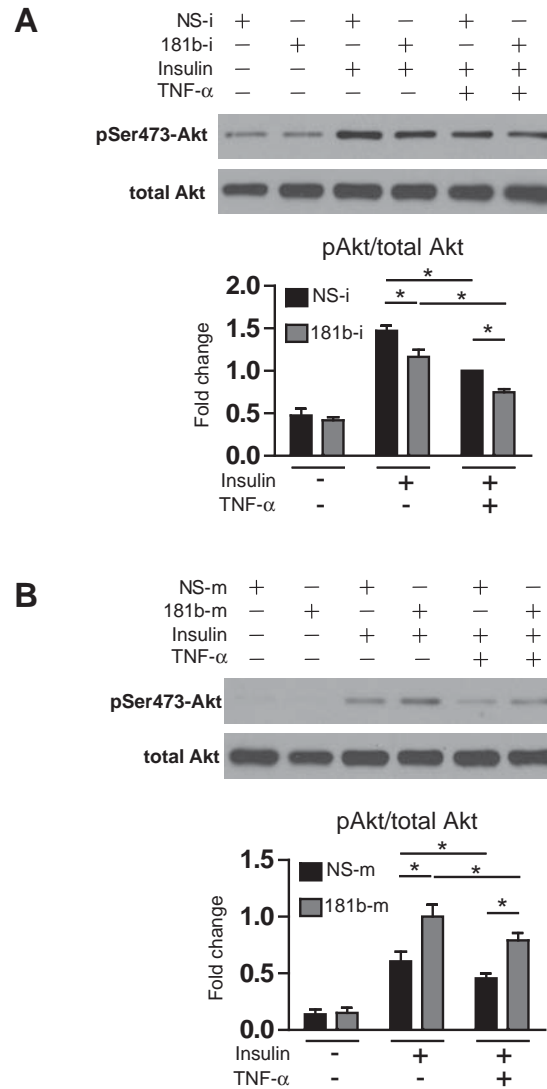 A
NS-i + − + − + −
181b-i − + − + − +
Insulin − − + + + +
TNF-α − − − − + +
pSer473-Akt
total Akt
pAkt/total Akt
* *
* * *
2.0
1.5
1.0
0.5
0.0
Fold change
NS-i
181b-i
Insulin - + +
TNF-α - - +
B
NS-m + − + − + −
181b-m − + − + − +
Insulin − − + + + +
TNF-α − − − − + +
pSer473-Akt
total Akt
pAkt/total Akt
*
* * *
1.5
1.0
0.5
0.0
Fold change
NS-m
181b-m
Insulin - + +
TNF-α - - +